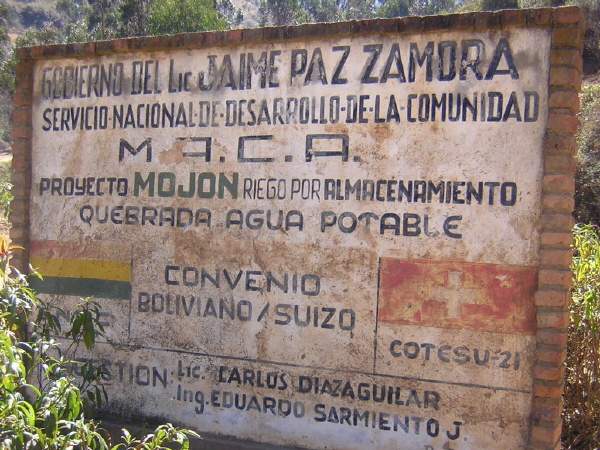 GOBIERNO DEL Lic JAIME PAZ ZAMORA
SERVICIO-NACIONAL-DE-DESARROLLO-DE-LA-COMUNIDAD
M A.C.A.
PROYECTO MOJON RIEGO POR ALMACENAMIENTO
QUEBRADA AGUA POTABLE
CONVENIO
BOLIVIANO/SUIZO
COTESU-21
Lic. CARLOS DIAZ AGUILAR
Ing. EDUARDO SARMIENTO J.